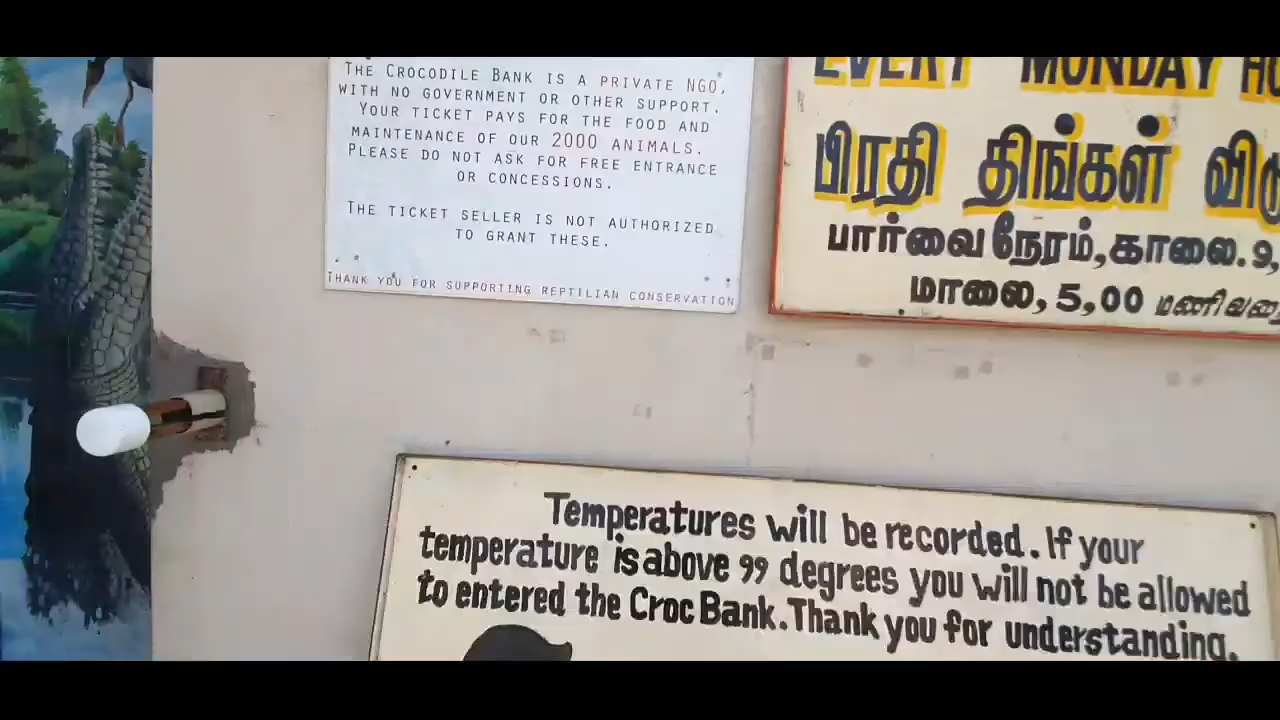 THE CROCODILE BANK IS A PRIVATE NGO,
WITH NO GOVERNMENT OR OTHER SUPPORT.
YOUR TICKET PAYS FOR THE FOOD AND
MAINTENANCE OF OUR 2000 ANIMALS.
PLEASE DO NOT ASK FOR FREE ENTRANCE
OR CONCESSIONS.
THE TICKET SELLER IS NOT AUTHORIZED
TO GRANT THESE.
THANK YOU FOR SUPPORTING REPTILIAN CONSERVATION
EVERY MONDAY
பிரதி திங்கள்
பார்வை நேரம், காலை. 9,
மாலை, 5,00
Temperatures will be recorded. If your
temperature is above 99 degrees you will not be allowed
to entered the Croc Bank. Thank you for understanding.